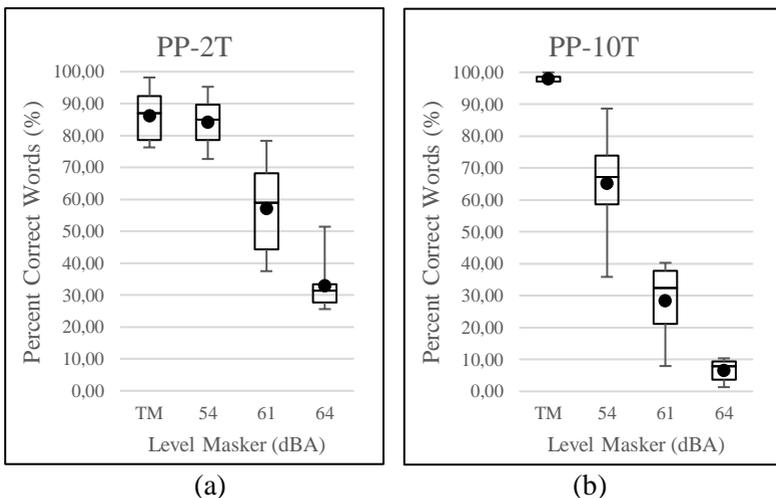 PP-2T
Percent Correct Words (%)
100,00
90,00
80,00
70,00
60,00
50,00
40,00
30,00
20,00
10,00
0,00
TM 54 61 64
Level Masker (dBA)
(a)
PP-10T
Percent Correct Words (%)
100,00
90,00
80,00
70,00
60,00
50,00
40,00
30,00
20,00
10,00
0,00
TM 54 61 64
Level Masker (dBA)
(b)